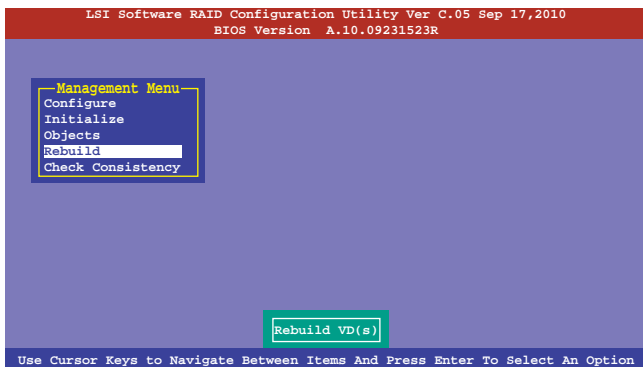 LSI Software RAID Configuration Utility Ver C.05 Sep 17,2010
BIOS Version A.10.09231523R
Management Menu
Configure
Initialize
Objects
Rebuild
Check Consistency
Rebuild VD(s)
Use Cursor Keys to Navigate Between Items And Press Enter To Select An Option